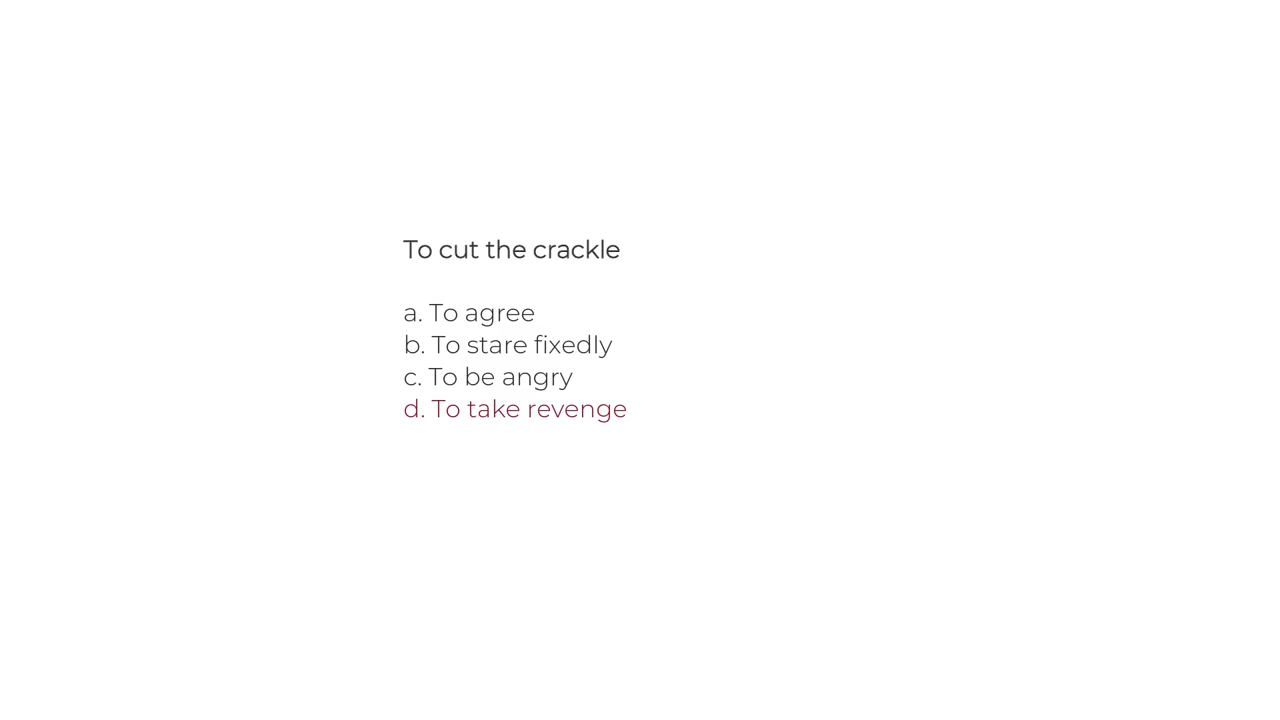 To cut the crackle
a. To agree
b. To stare fixedly
c. To be angry
d. To take revenge